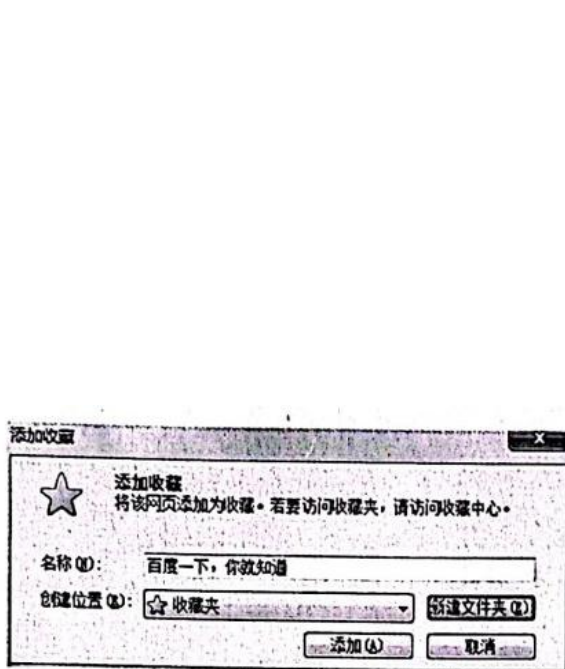 添加收藏
添加收藏
将该网页添加为收藏。若要访问收藏夹，请访问收藏中心。
名称(N): 百度一下，你就知道
创建位置(R): 收藏夹 新建文件夹(E)
添加(A) 取消